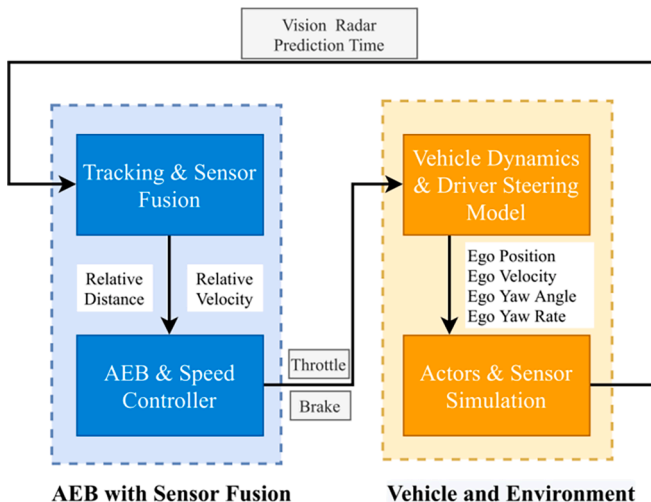 Vision Radar
Prediction Time
Tracking & Sensor
Fusion
Relative
Distance
Relative
Velocity
AEB & Speed
Controller
Throttle
Brake
Vehicle Dynamics
& Driver Steering
Model
Ego Position
Ego Velocity
Ego Yaw Angle
Ego Yaw Rate
Actors & Sensor
Simulation
AEB with Sensor Fusion
Vehicle and Environment